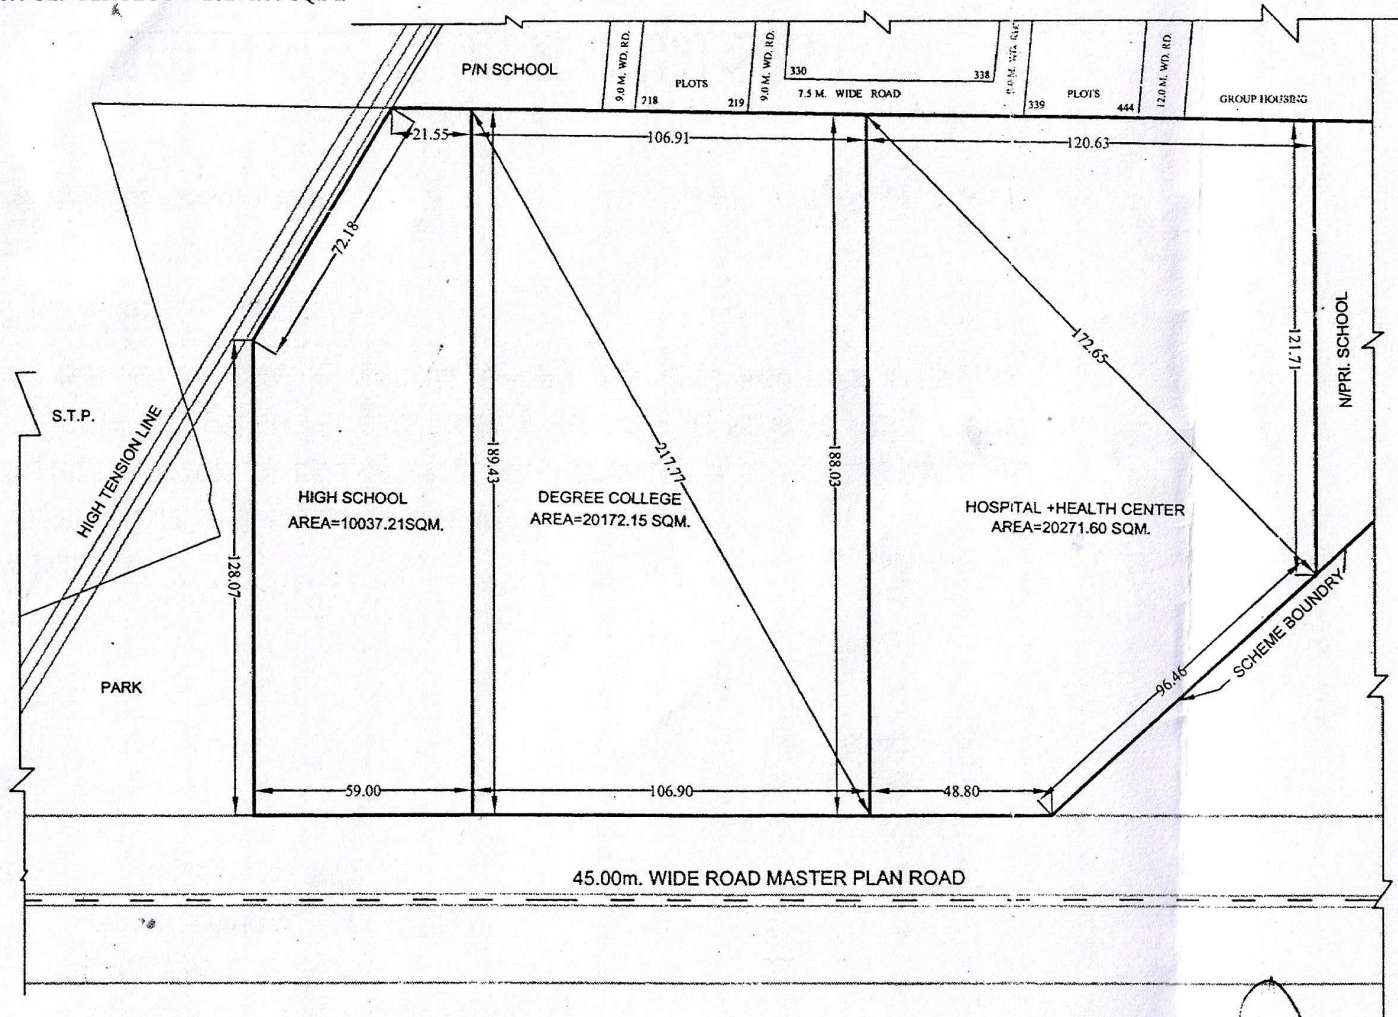 P/N SCHOOL
9.0 M. WD. RD.
PLOTS
218
219
9.0 M. WD. RD.
330
338
7.5 M. WIDE ROAD
339
PLOTS
444
12.0 M. WD. RD.
GROUP HOUSING
21.55
106.91
120.63
72.18
172.65
121.71
N/PRI. SCHOOL
S.T.P.
HIGH TENSION LINE
189.43
217.77
188.03
HIGH SCHOOL
AREA=10037.21SQM.
DEGREE COLLEGE
AREA=20172.15 SQM.
HOSPITAL +HEALTH CENTER
AREA=20271.60 SQM.
128.07
SCHEME BOUNDRY
96.46
PARK
59.00
106.90
48.80
45.00m. WIDE ROAD MASTER PLAN ROAD